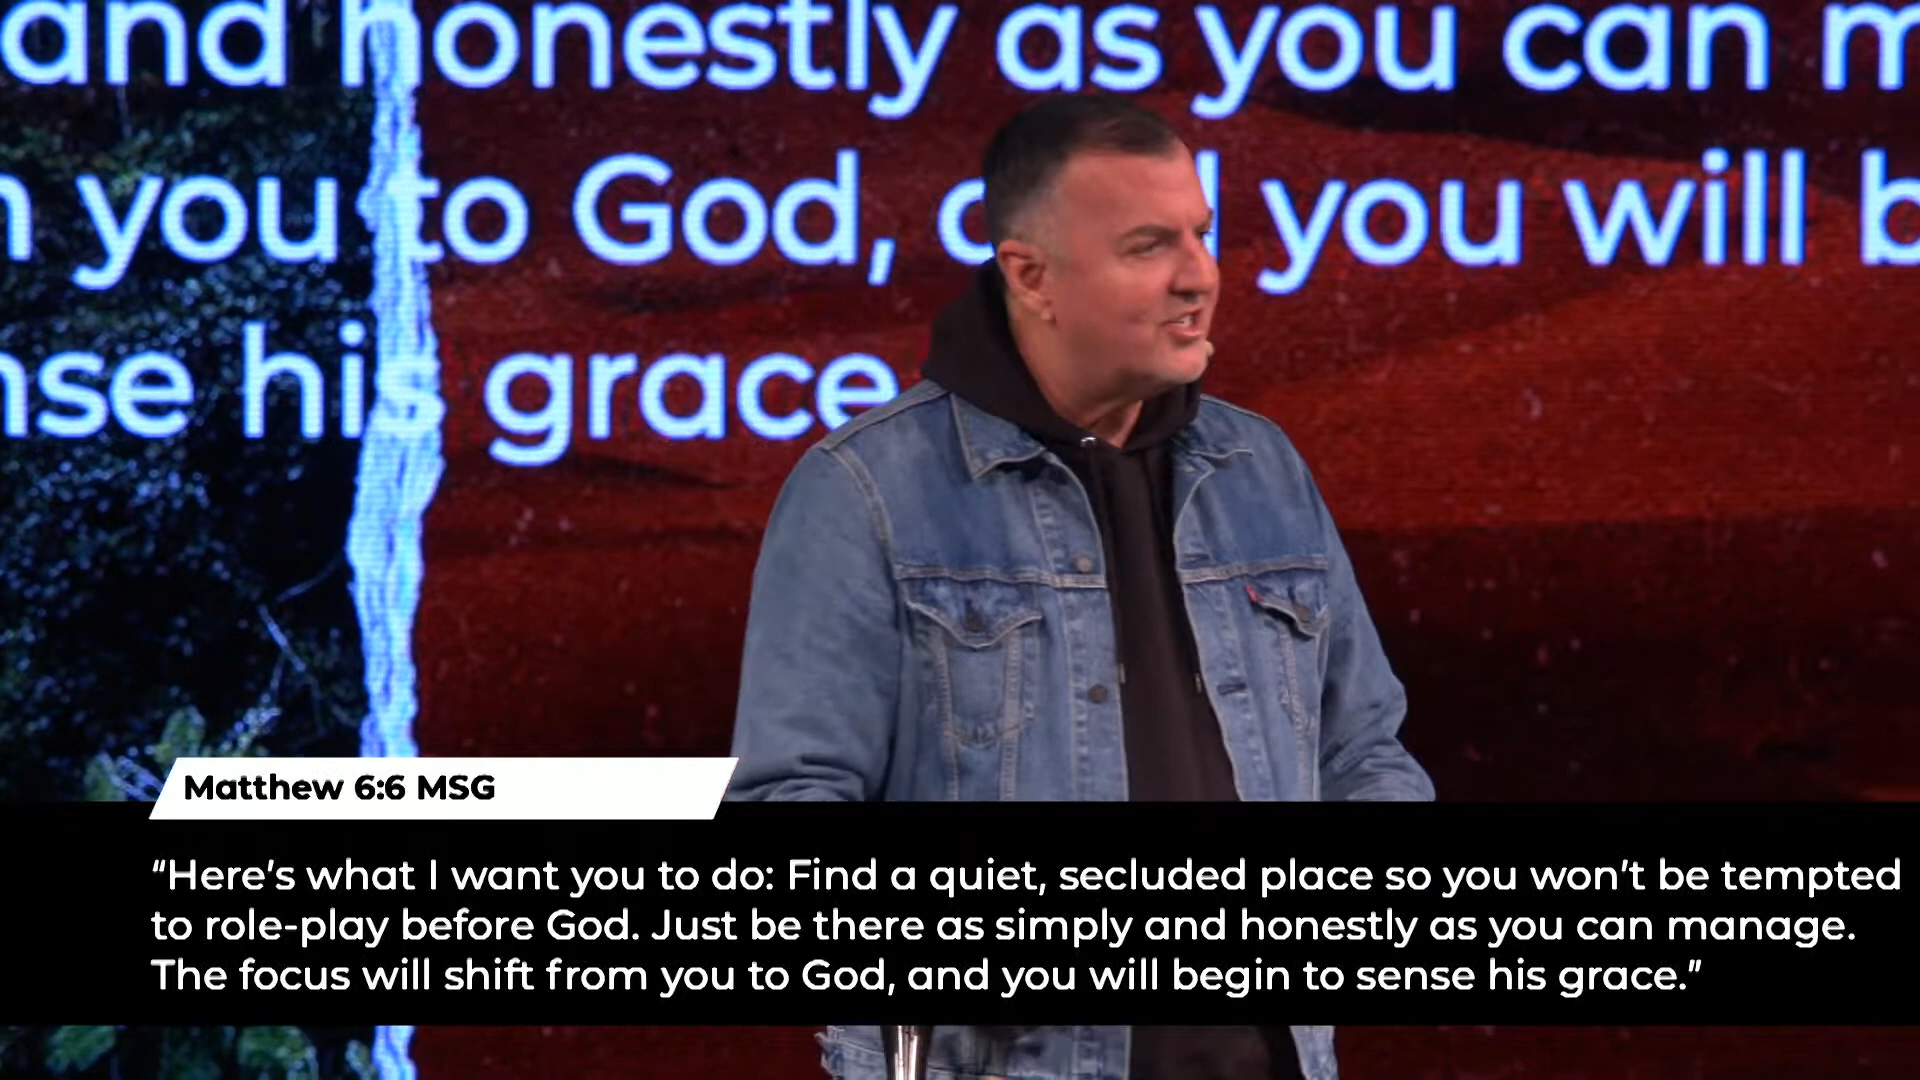 and honestly as you can m
you to God, and you will b
nse his grace
Matthew 6:6 MSG
“Here’s what I want you to do: Find a quiet, secluded place so you won’t be tempted
to role-play before God. Just be there as simply and honestly as you can manage.
The focus will shift from you to God, and you will begin to sense his grace.”